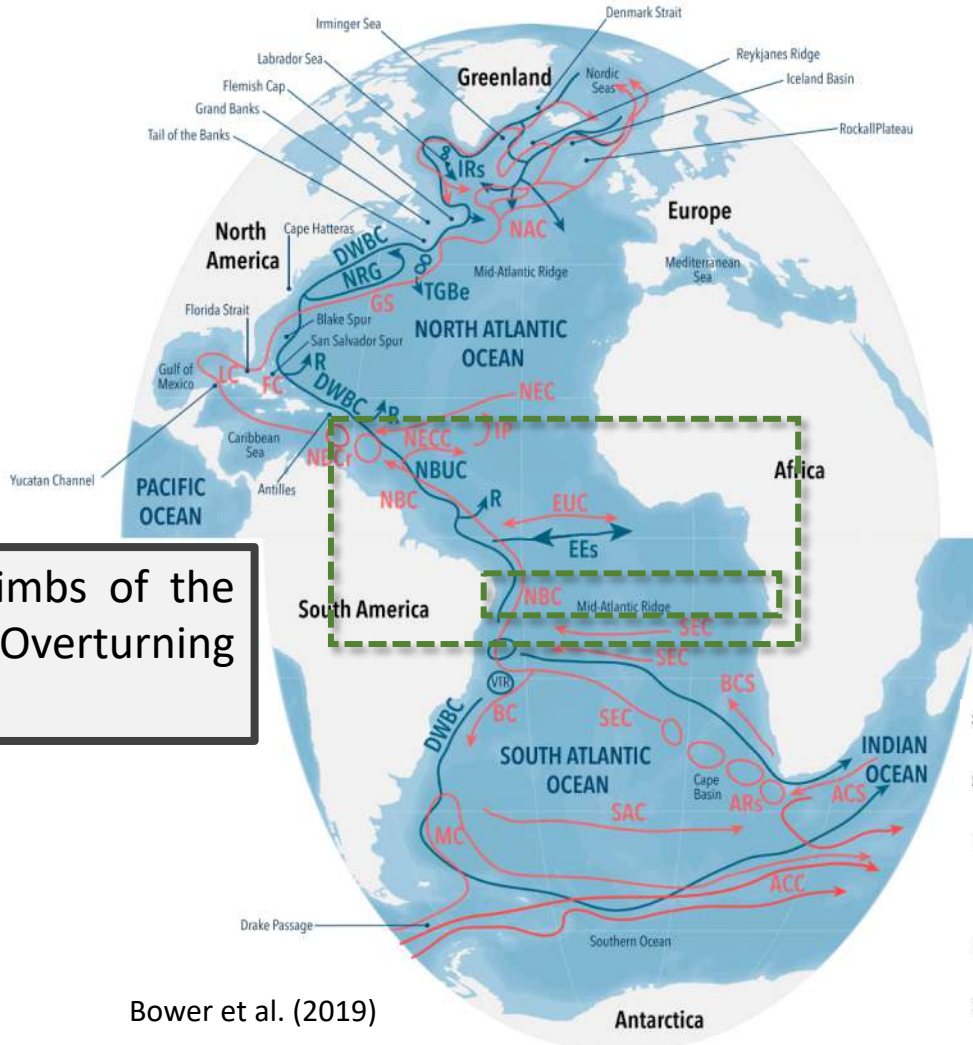 Denmark Strait
Irminger Sea
Reykjanes Ridge
Labrador Sea
Greenland
Nordic
Seas
Iceland Basin
Flemish Cap
Grand Banks
RockallPlateau
Tail of the Banks
IRs
Europe
North
America
Cape Hatteras
DWBC
NAC
Mediterranean
Sea
NRG
Mid-Atlantic Ridge
TGBe
GS
Florida Strait
Blake Spur
NORTH ATLANTIC
OCEAN
San Salvador Spur
Gulf of
Mexico
LC
FC
R
DWBC
NEC
R
NECC
IP
Caribbean
Sea
NBCr
NBUC
Africa
Yucatan Channel
PACIFIC
OCEAN
Antilles
NBC
R
EUC
EEs
imbs of the
Overturning
South America
NBC
Mid-Atlantic Ridge
SEC
SEC
VTR
BCS
BC
SEC
DWBC
SOUTH ATLANTIC
OCEAN
INDIAN
OCEAN
Cape
Basin
ARs
ACS
SAC
MC
ACC
Drake Passage
Southern Ocean
Bower et al. (2019)
Antarctica